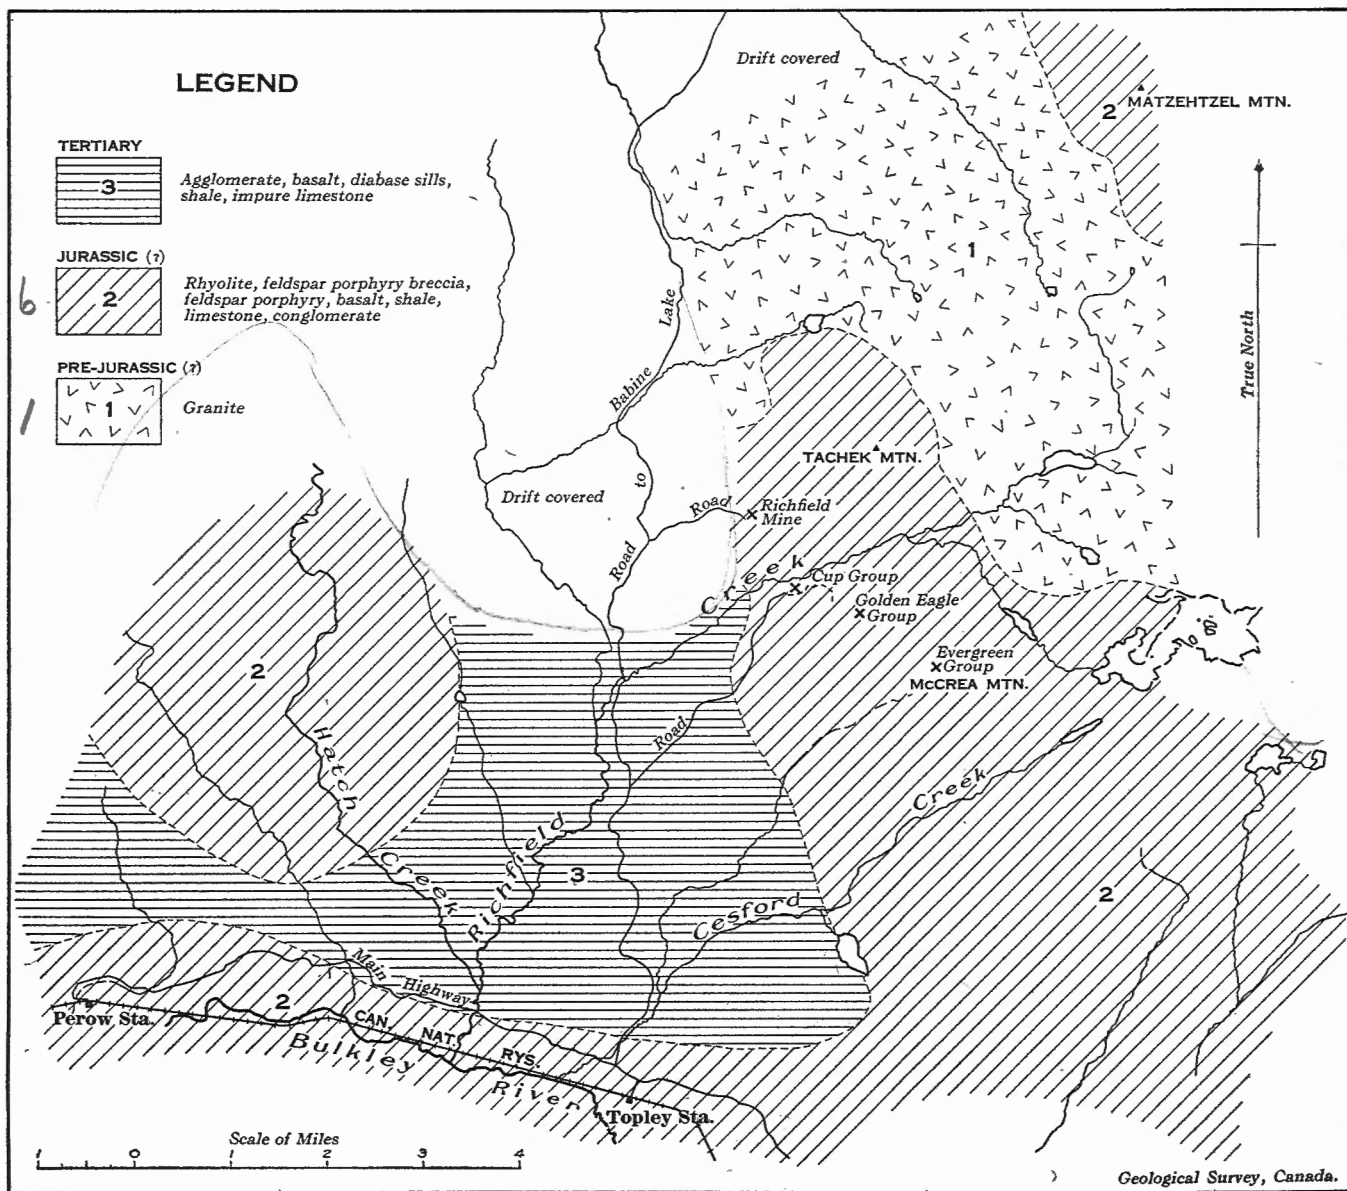 LEGEND
TERTIARY
3
Agglomerate, basalt, diabase sills,
shale, impure limestone
JURASSIC (?)
6
2
Rhyolite, feldspar porphyry breccia,
feldspar porphyry, basalt, shale,
limestone, conglomerate
PRE-JURASSIC (?)
1
1
Granite
Drift covered
2
MATZEHTZEL MTN.
1
True North
Lake
Babine
to
Road
TACHEK MTN.
Drift covered
Road
Richfield
Mine
Creek
Cup Group
Golden Eagle
Group
Evergreen
Group
McCREA MTN.
2
Hatch
Creek
Road
Richfield
3
Creek
Cesford
2
Main
Highway
2
Perow Sta.
CAN. NAT. RYS.
Bulkley
River
Topley Sta.
Scale of Miles
1 0 1 2 3 4
Geological Survey, Canada.